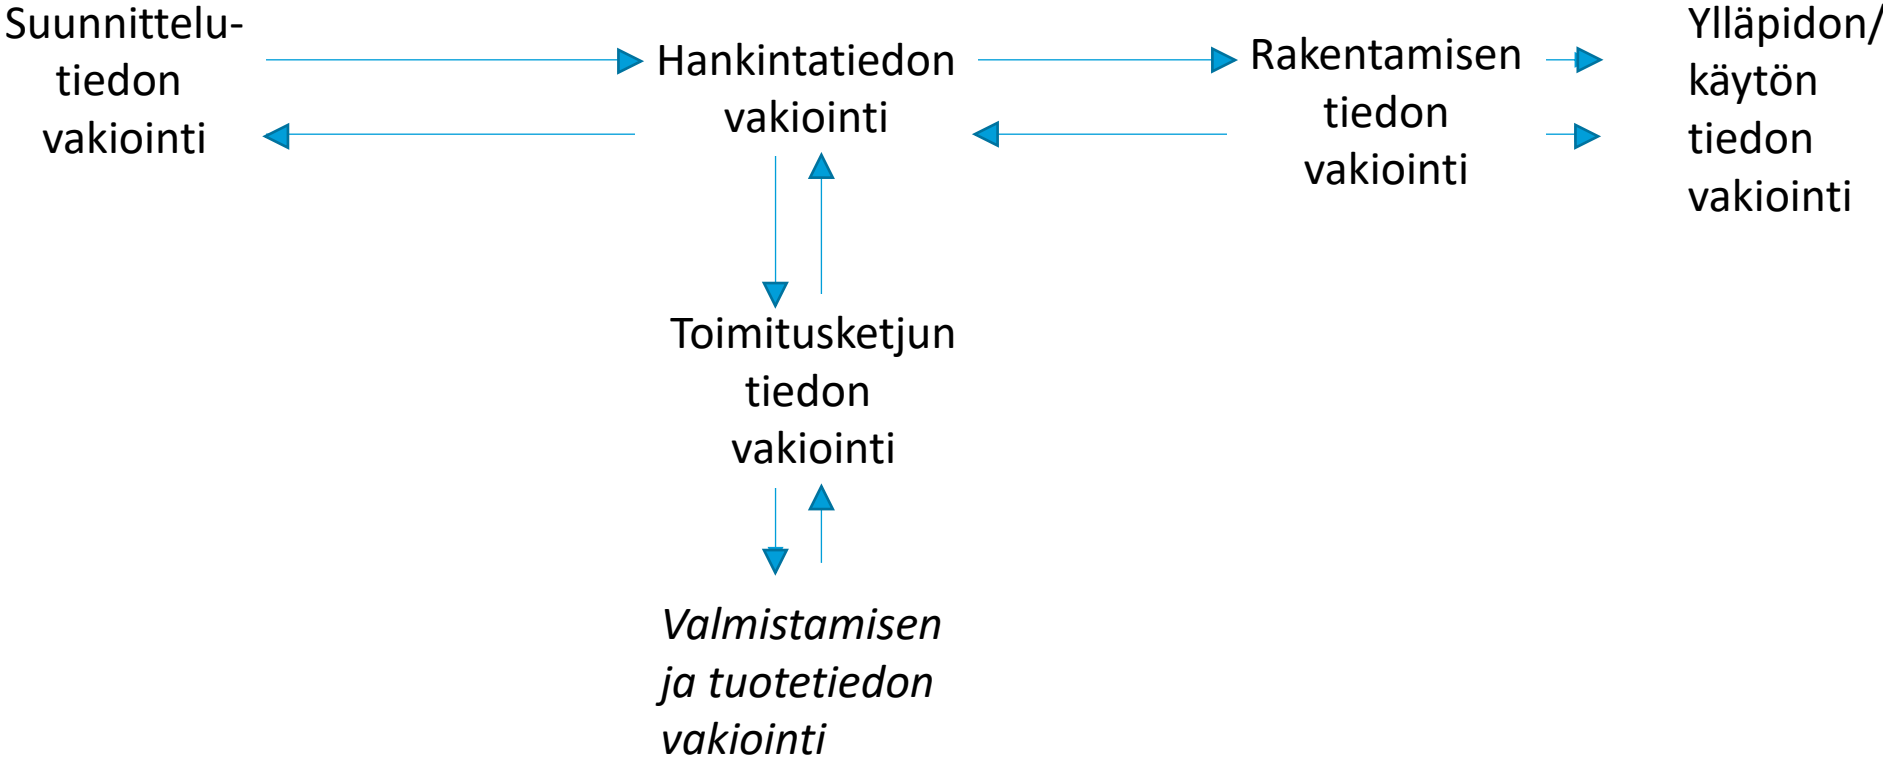 Suunnittelu-
tiedon
vakiointi
Hankintatiedon
vakiointi
Rakentamisen
tiedon
vakiointi
Ylläpidon/
käytön
tiedon
vakiointi
Toimitusketjun
tiedon
vakiointi
Valmistamisen
ja tuotetiedon
vakiointi